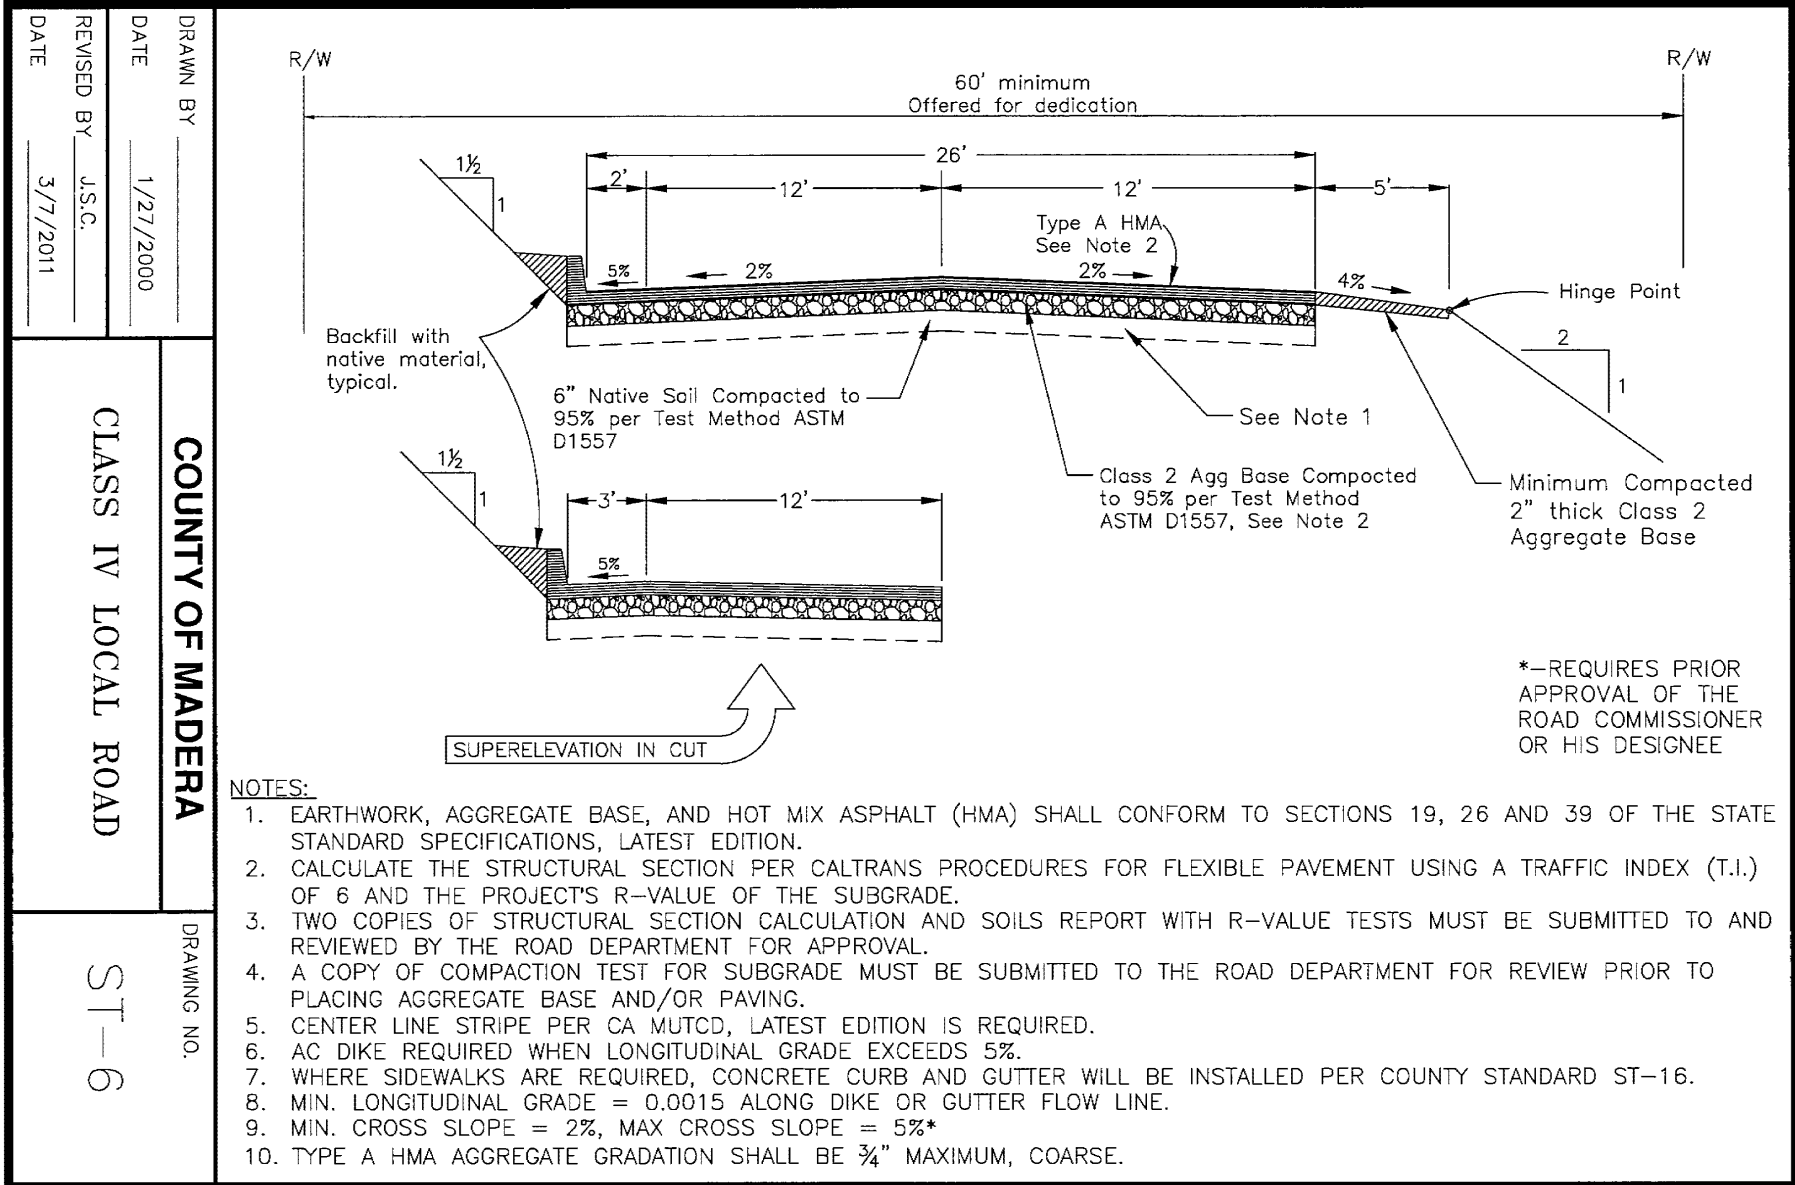 DRAWN BY
DATE 1/27/2000
REVISED BY J.S.C.
DATE 3/7/2011
COUNTY OF MADERA
CLASS IV LOCAL ROAD
DRAWING NO.
ST-6
R/W
R/W
60' minimum
Offered for dedication
26'
2'
12'
12'
5'
1½
1
Type A HMA
See Note 2
5%
2%
2%
4%
Hinge Point
2
1
Backfill with
native material,
typical.
6" Native Soil Compacted to
95% per Test Method ASTM
D1557
See Note 1
Class 2 Agg Base Compacted
to 95% per Test Method
ASTM D1557, See Note 2
Minimum Compacted
2" thick Class 2
Aggregate Base
1½
1
3'
12'
5%
SUPERELEVATION IN CUT
*-REQUIRES PRIOR
APPROVAL OF THE
ROAD COMMISSIONER
OR HIS DESIGNEE
NOTES:
1. EARTHWORK, AGGREGATE BASE, AND HOT MIX ASPHALT (HMA) SHALL CONFORM TO SECTIONS 19, 26 AND 39 OF THE STATE
STANDARD SPECIFICATIONS, LATEST EDITION.
2. CALCULATE THE STRUCTURAL SECTION PER CALTRANS PROCEDURES FOR FLEXIBLE PAVEMENT USING A TRAFFIC INDEX (T.I.)
OF 6 AND THE PROJECT'S R-VALUE OF THE SUBGRADE.
3. TWO COPIES OF STRUCTURAL SECTION CALCULATION AND SOILS REPORT WITH R-VALUE TESTS MUST BE SUBMITTED TO AND
REVIEWED BY THE ROAD DEPARTMENT FOR APPROVAL.
4. A COPY OF COMPACTION TEST FOR SUBGRADE MUST BE SUBMITTED TO THE ROAD DEPARTMENT FOR REVIEW PRIOR TO
PLACING AGGREGATE BASE AND/OR PAVING.
5. CENTER LINE STRIPE PER CA MUTCD, LATEST EDITION IS REQUIRED.
6. AC DIKE REQUIRED WHEN LONGITUDINAL GRADE EXCEEDS 5%.
7. WHERE SIDEWALKS ARE REQUIRED, CONCRETE CURB AND GUTTER WILL BE INSTALLED PER COUNTY STANDARD ST-16.
8. MIN. LONGITUDINAL GRADE = 0.0015 ALONG DIKE OR GUTTER FLOW LINE.
9. MIN. CROSS SLOPE = 2%, MAX CROSS SLOPE = 5%*
10. TYPE A HMA AGGREGATE GRADATION SHALL BE ¾" MAXIMUM, COARSE.